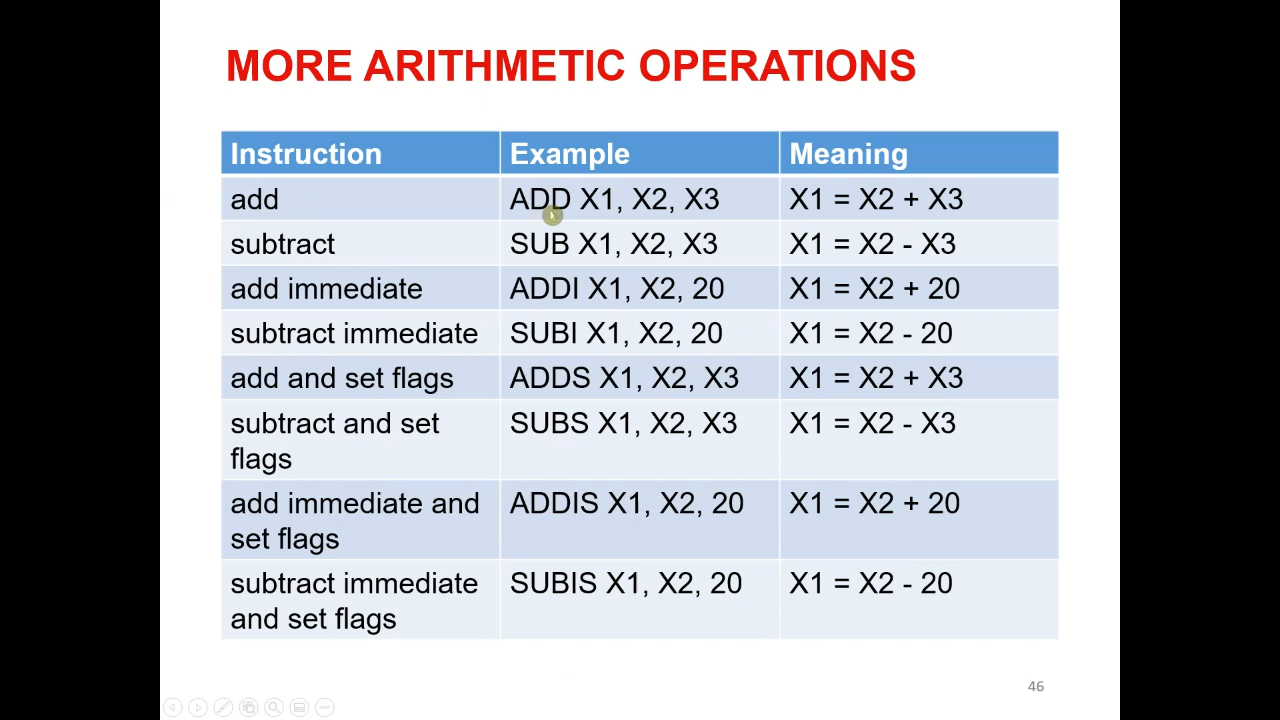 MORE ARITHMETIC OPERATIONS
Instruction Example Meaning
add ADD X1, X2, X3 X1 = X2 + X3
subtract SUB X1, X2, X3 X1 = X2 - X3
add immediate ADDI X1, X2, 20 X1 = X2 + 20
subtract immediate SUBI X1, X2, 20 X1 = X2 - 20
add and set flags ADDS X1, X2, X3 X1 = X2 + X3
subtract and set SUBS X1, X2, X3 X1 = X2 - X3
flags
add immediate and ADDIS X1, X2, 20 X1 = X2 + 20
set flags
subtract immediate SUBIS X1, X2, 20 X1 = X2 - 20
and set flags
46